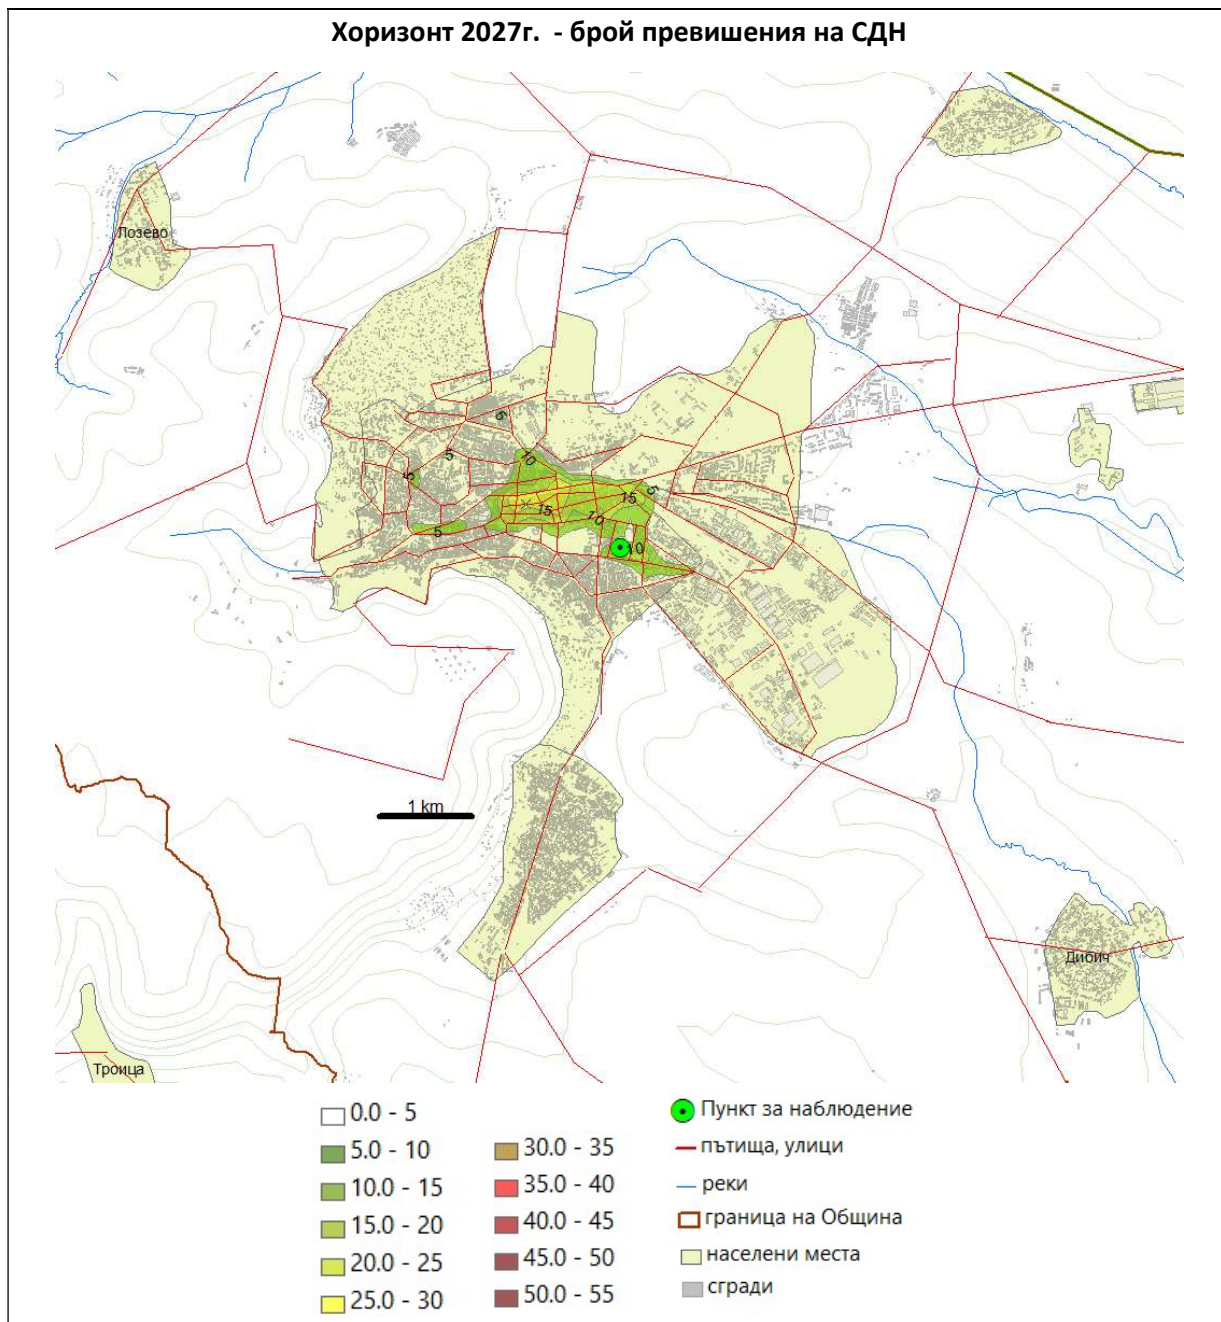 Хоризонт 2027г. - брой превишения на СДН
Лозево
5
10
5
5
15
5
15
10
5
10
1 km
Дибич
Троица
0.0 - 5
5.0 - 10
10.0 - 15
15.0 - 20
20.0 - 25
25.0 - 30
30.0 - 35
35.0 - 40
40.0 - 45
45.0 - 50
50.0 - 55
Пункт за наблюдение
пътища, улици
реки
граница на Община
населени места
сгради